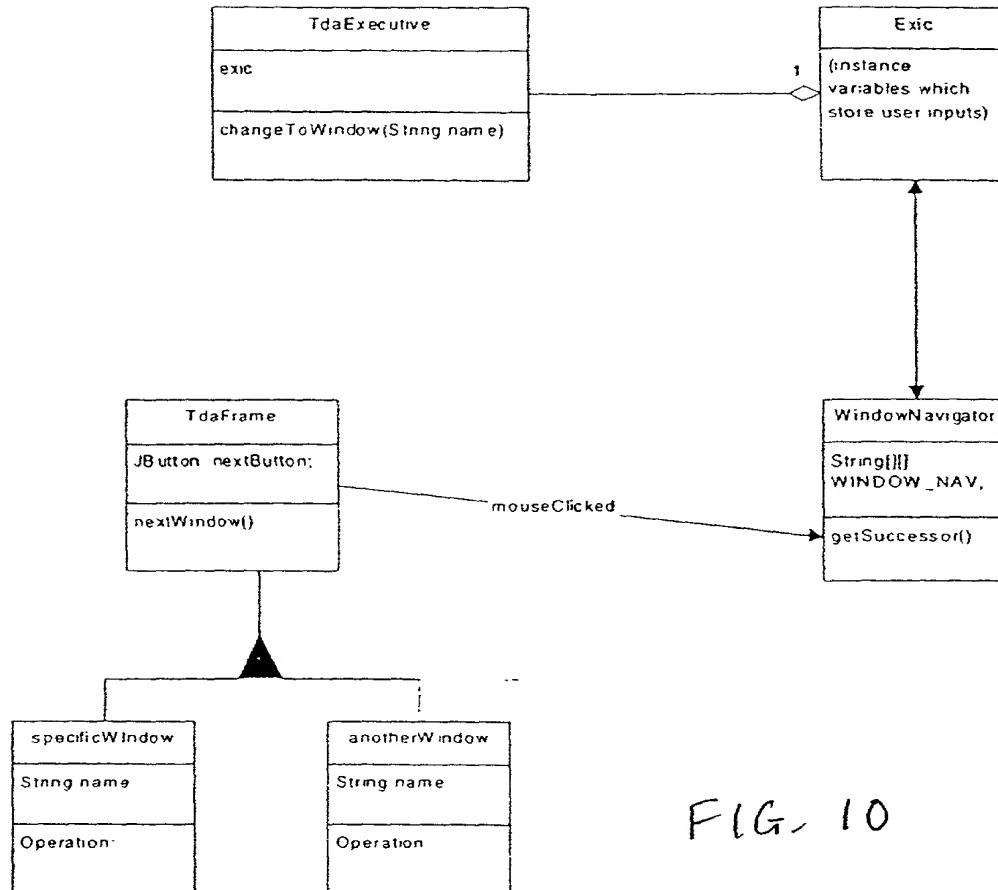 TdaExecutive
exic
changeToWindow(String name)
1
Exic
(instance
variables which
store user inputs)
TdaFrame
JButton nextButton;
nextWindow()
mouseClicked
WindowNavigator
String[][]
WINDOW_NAV,
getSuccessor()
specificWindow
String name
Operation
anotherWindow
String name
Operation
FIG. 10